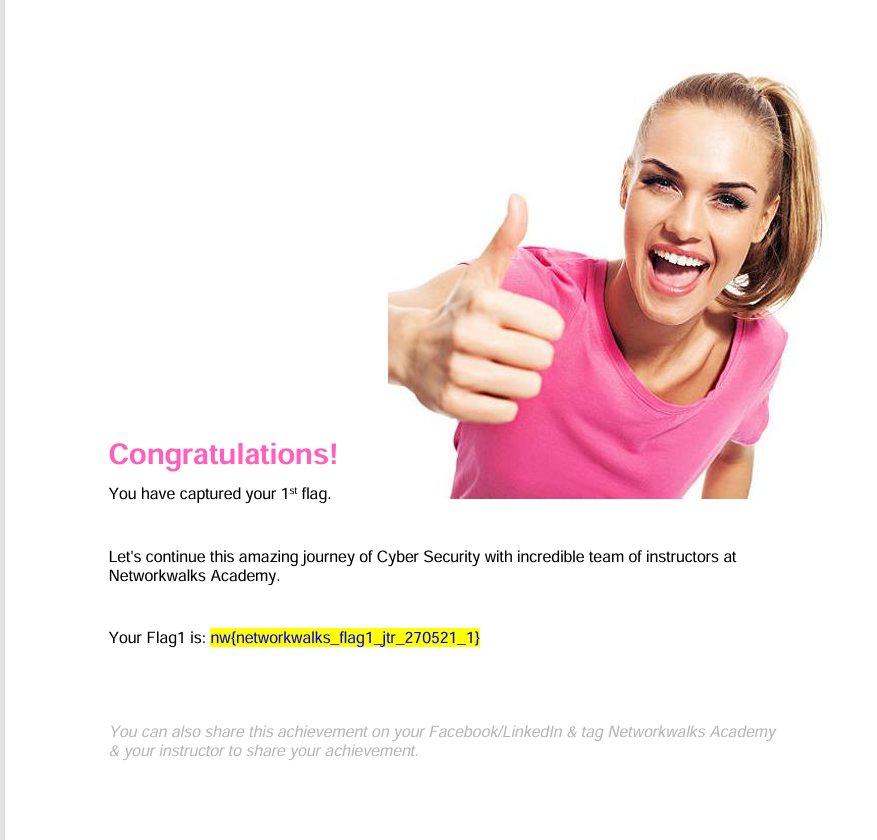 Congratulations!
You have captured your 1st flag.
Let's continue this amazing journey of Cyber Security with incredible team of instructors at
Networkwalks Academy.
Your Flag1 is: nw{networkwalks_flag1_jtr_270521_1}
You can also share this achievement on your Facebook/LinkedIn & tag Networkwalks Academy
& your instructor to share your achievement.